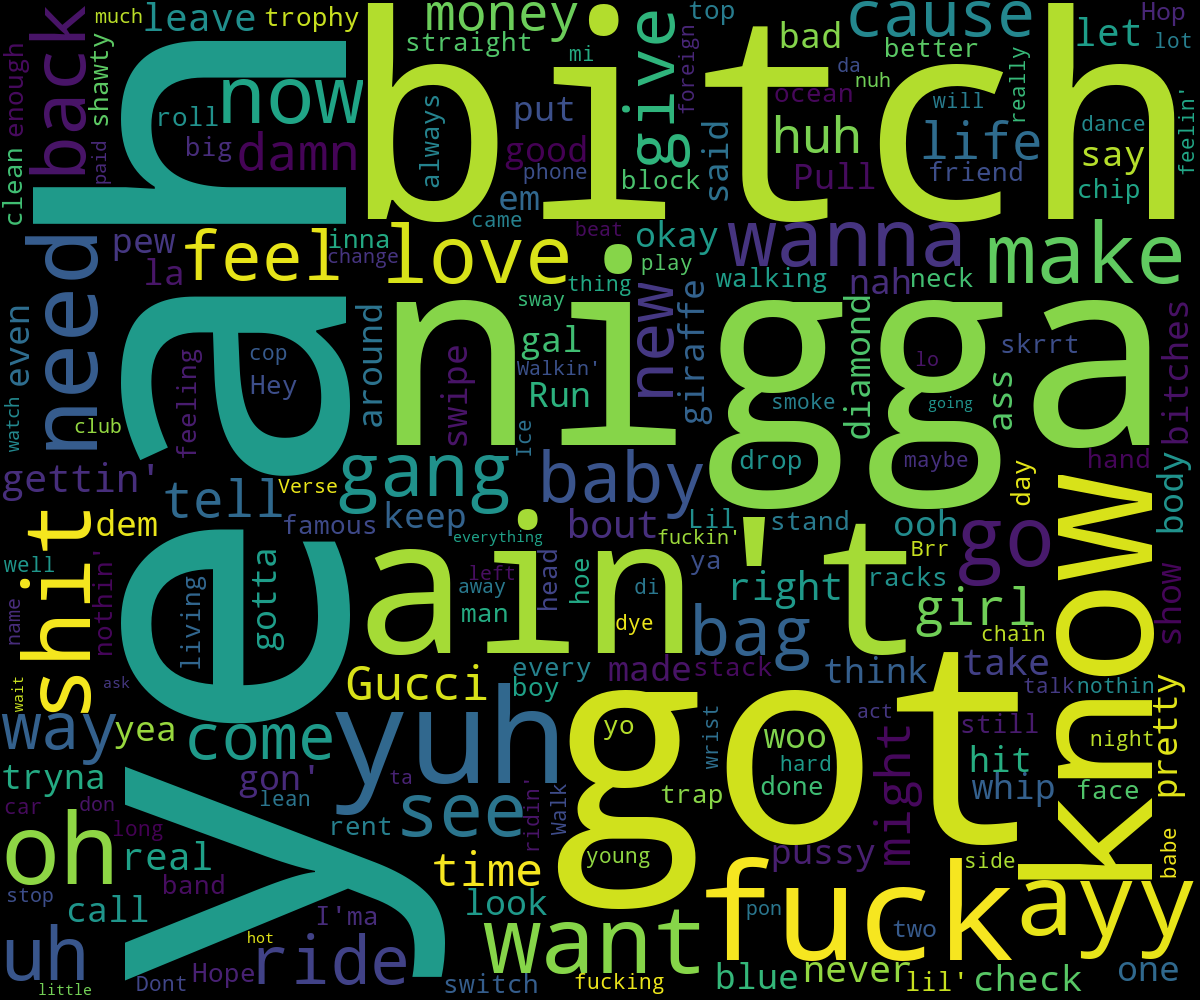 much
leave
trophy
money
top
cause
Hop
back
shawty
enough
yeah
bitch
straight
mi
give
foreign
bad
better
really
let
lot
now
roll
big
damn
always
put
good
phone
em
block
said
da
nuh
ocean
huh
Pull
will
life
friend
dance
say
chip
feelin'
clean
paid
came
beat
need
pew
la
feel
inna
change
love
okay
play
wanna
walking
nah
neck
make
thing
sway
new
giraffe
nigga
diamond
skrrt
bitches
watch
even
feeling
cop
Hey
around
swipe
gal
Walkin'
Run
Ice
smoke
lo
going
ass
club
gettin'
tell
Verse
gang
baby
drop
maybe
day
hand
body
know
shit
dem
famous
keep
everything
bout
Lil
fuckin'
stand
ooh
Brr
go
well
name
nothin'
living
gotta
ain't
left
away
man
head
hoe
di
dye
ya
right
racks
girl
chain
show
wait
ask
Gucci
every
boy
made
stack
bag
think
take
talk
nothin
pretty
way
yea
come
yuh
got
yo
wrist
woo
hard
done
act
might
still
hit
whip
night
face
tryna
gon'
lean
ta
see
ridin'
Walk
trap
car
don
long
oh
real
rent
time
young
pussy
side
babe
stop
call
band
I'ma
look
want
fuck
pon
two
ayy
uh
hot
ride
little
Dont
Hope
switch
fucking
blue
never
lil'
check
one